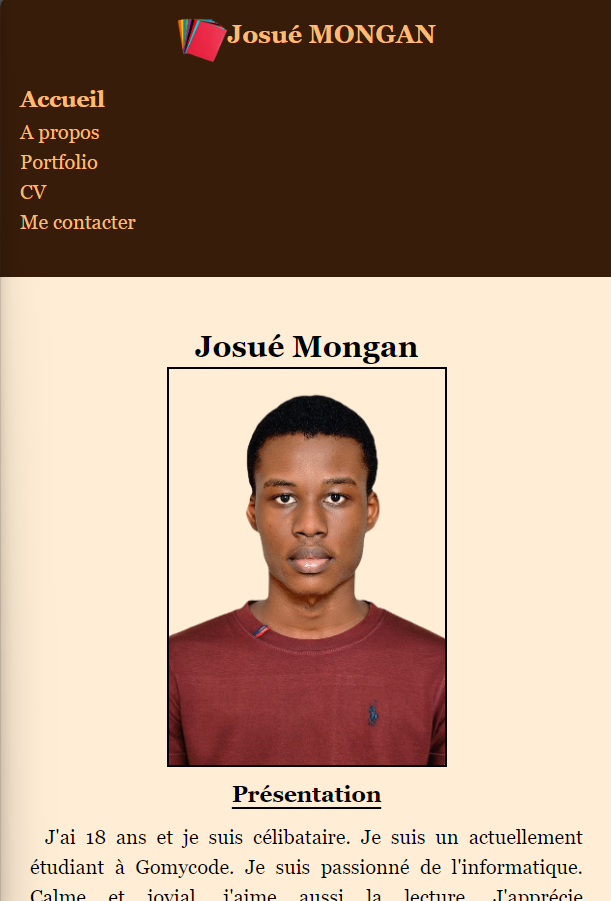 Josué MONGAN
Accueil
A propos
Portfolio
CV
Me contacter
Josué Mongan
Présentation
J'ai 18 ans et je suis célibataire. Je suis un actuellement
étudiant à Gomycode. Je suis passionné de l'informatique.
Calme et jovial, j'aime aussi la lecture. J'apprécie